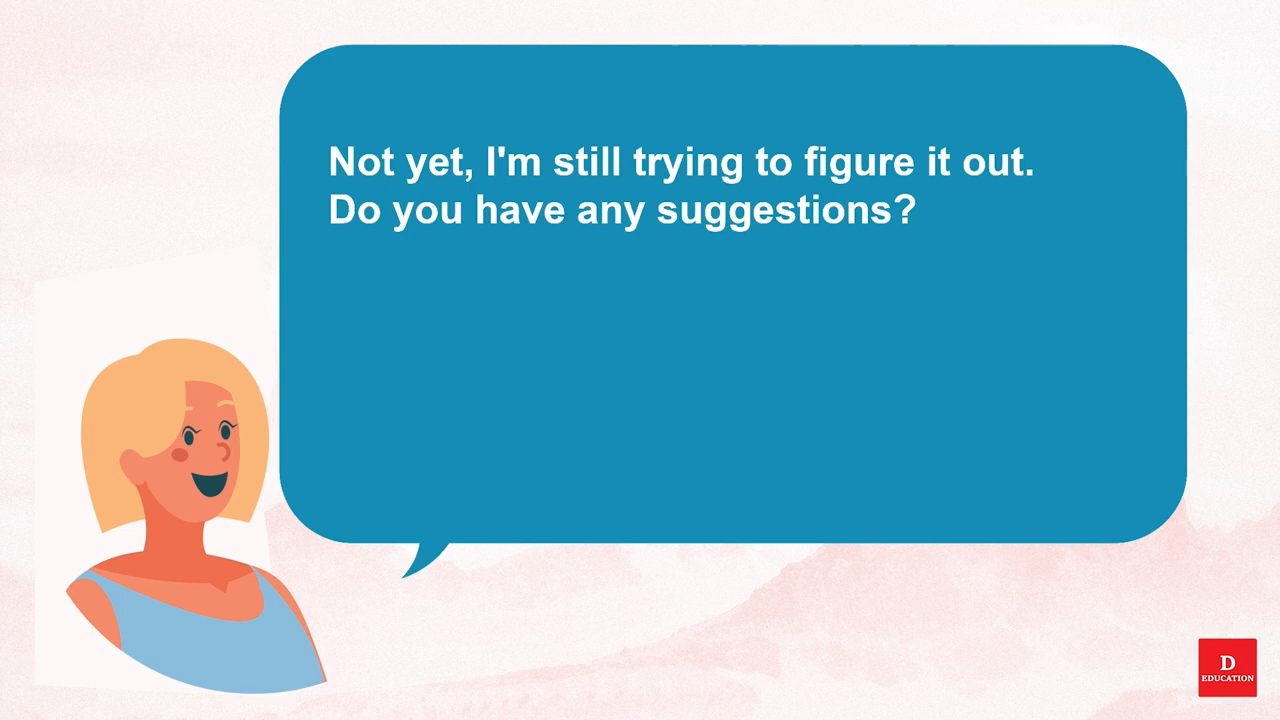 Not yet, I'm still trying to figure it out.
Do you have any suggestions?
D
EDUCATION